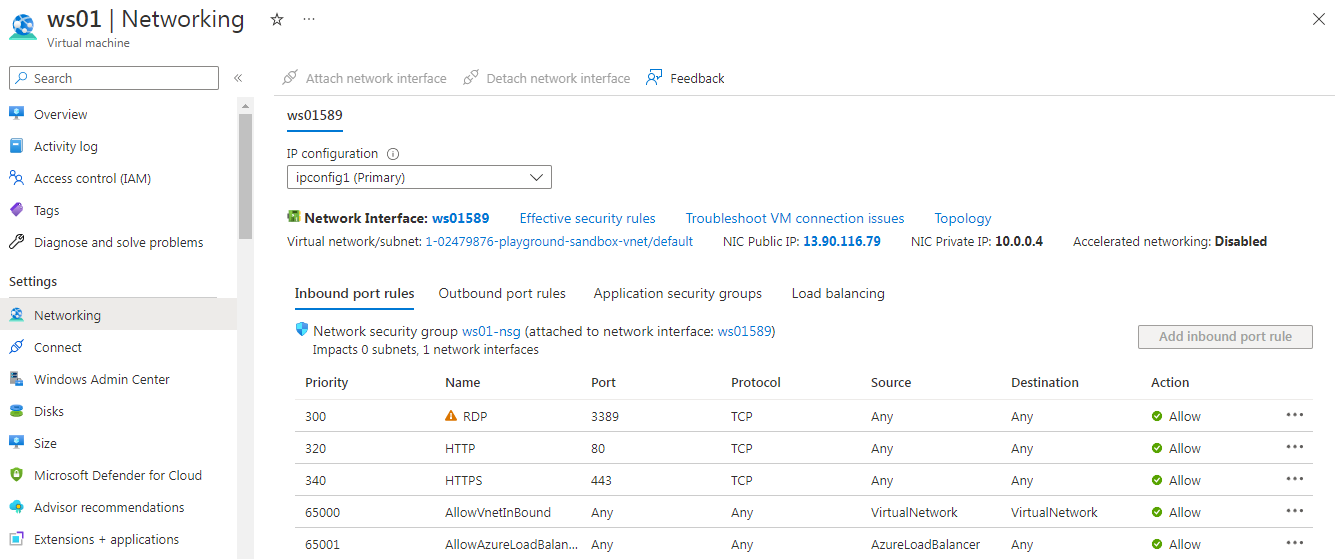 ws01 | Networking
Virtual machine
Search
Attach network interface Detach network interface Feedback
Overview
Activity log
Access control (IAM)
Tags
Diagnose and solve problems
Settings
Networking
Connect
Windows Admin Center
Disks
Size
Microsoft Defender for Cloud
Advisor recommendations
Extensions + applications
ws01589
IP configuration
ipconfig1 (Primary)
Network Interface: ws01589 Effective security rules Troubleshoot VM connection issues Topology
Virtual network/subnet: 1-02479876-playground-sandbox-vnet/default NIC Public IP: 13.90.116.79 NIC Private IP: 10.0.0.4 Accelerated networking: Disabled
Inbound port rules Outbound port rules Application security groups Load balancing
Network security group ws01-nsg (attached to network interface: ws01589)
Impacts 0 subnets, 1 network interfaces
Add inbound port rule
Priority Name Port Protocol Source Destination Action
300 RDP 3389 TCP Any Any Allow
320 HTTP 80 TCP Any Any Allow
340 HTTPS 443 TCP Any Any Allow
65000 AllowVnetInBound Any Any VirtualNetwork VirtualNetwork Allow
65001 AllowAzureLoadBalan... Any Any AzureLoadBalancer Any Allow